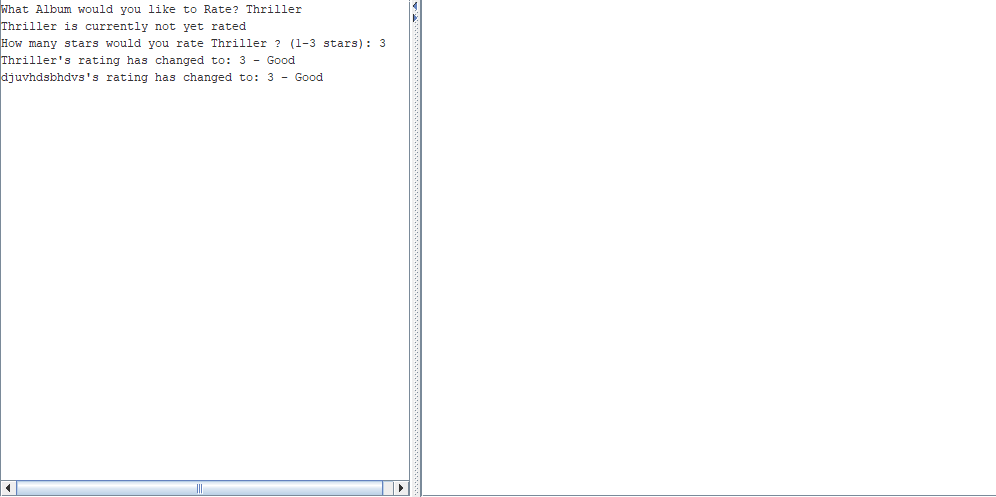 What Album would you like to Rate? Thriller
Thriller is currently not yet rated
How many stars would you rate Thriller ? (1-3 stars): 3
Thriller's rating has changed to: 3 - Good
djuvhdsbhdvs's rating has changed to: 3 - Good